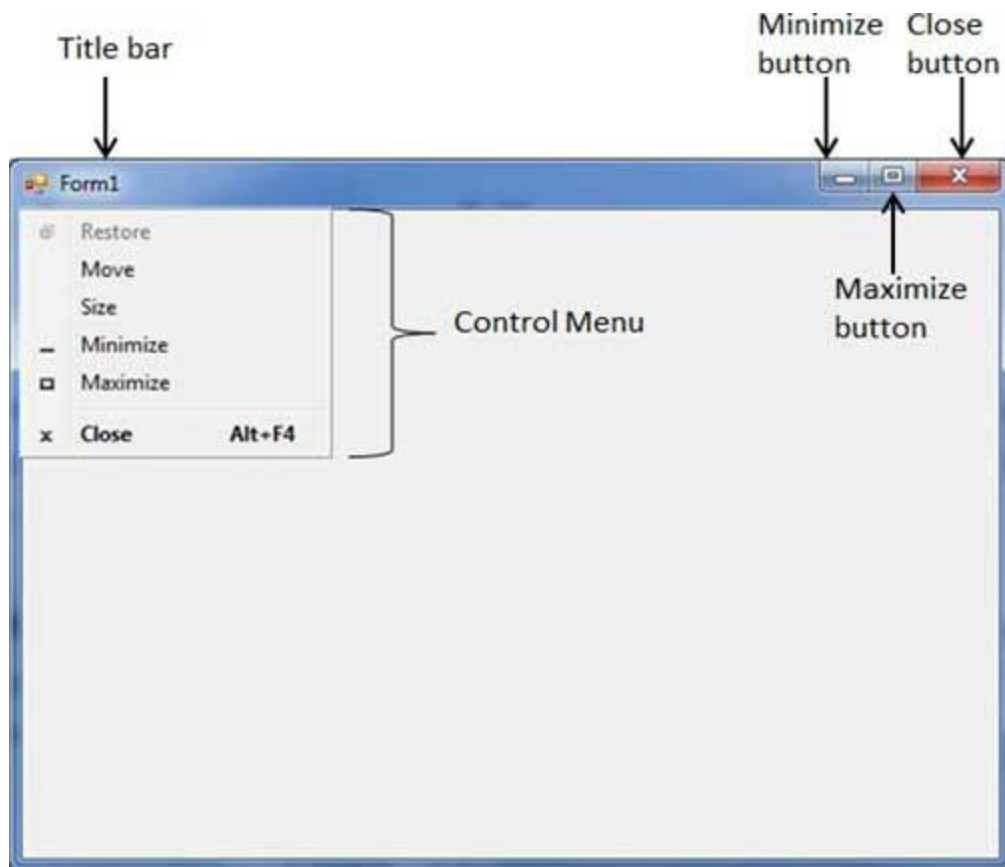 Title bar
Minimize
button
Close
button
Form1
Restore
Move
Size
Minimize
Maximize
Close Alt+F4
Control Menu
Maximize
button